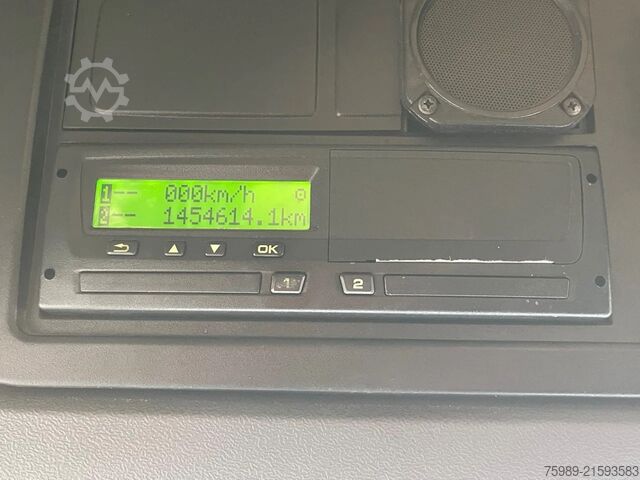 1 -- 000km/h
2 -- 1454614.1km
OK
1
2
75989-21593583